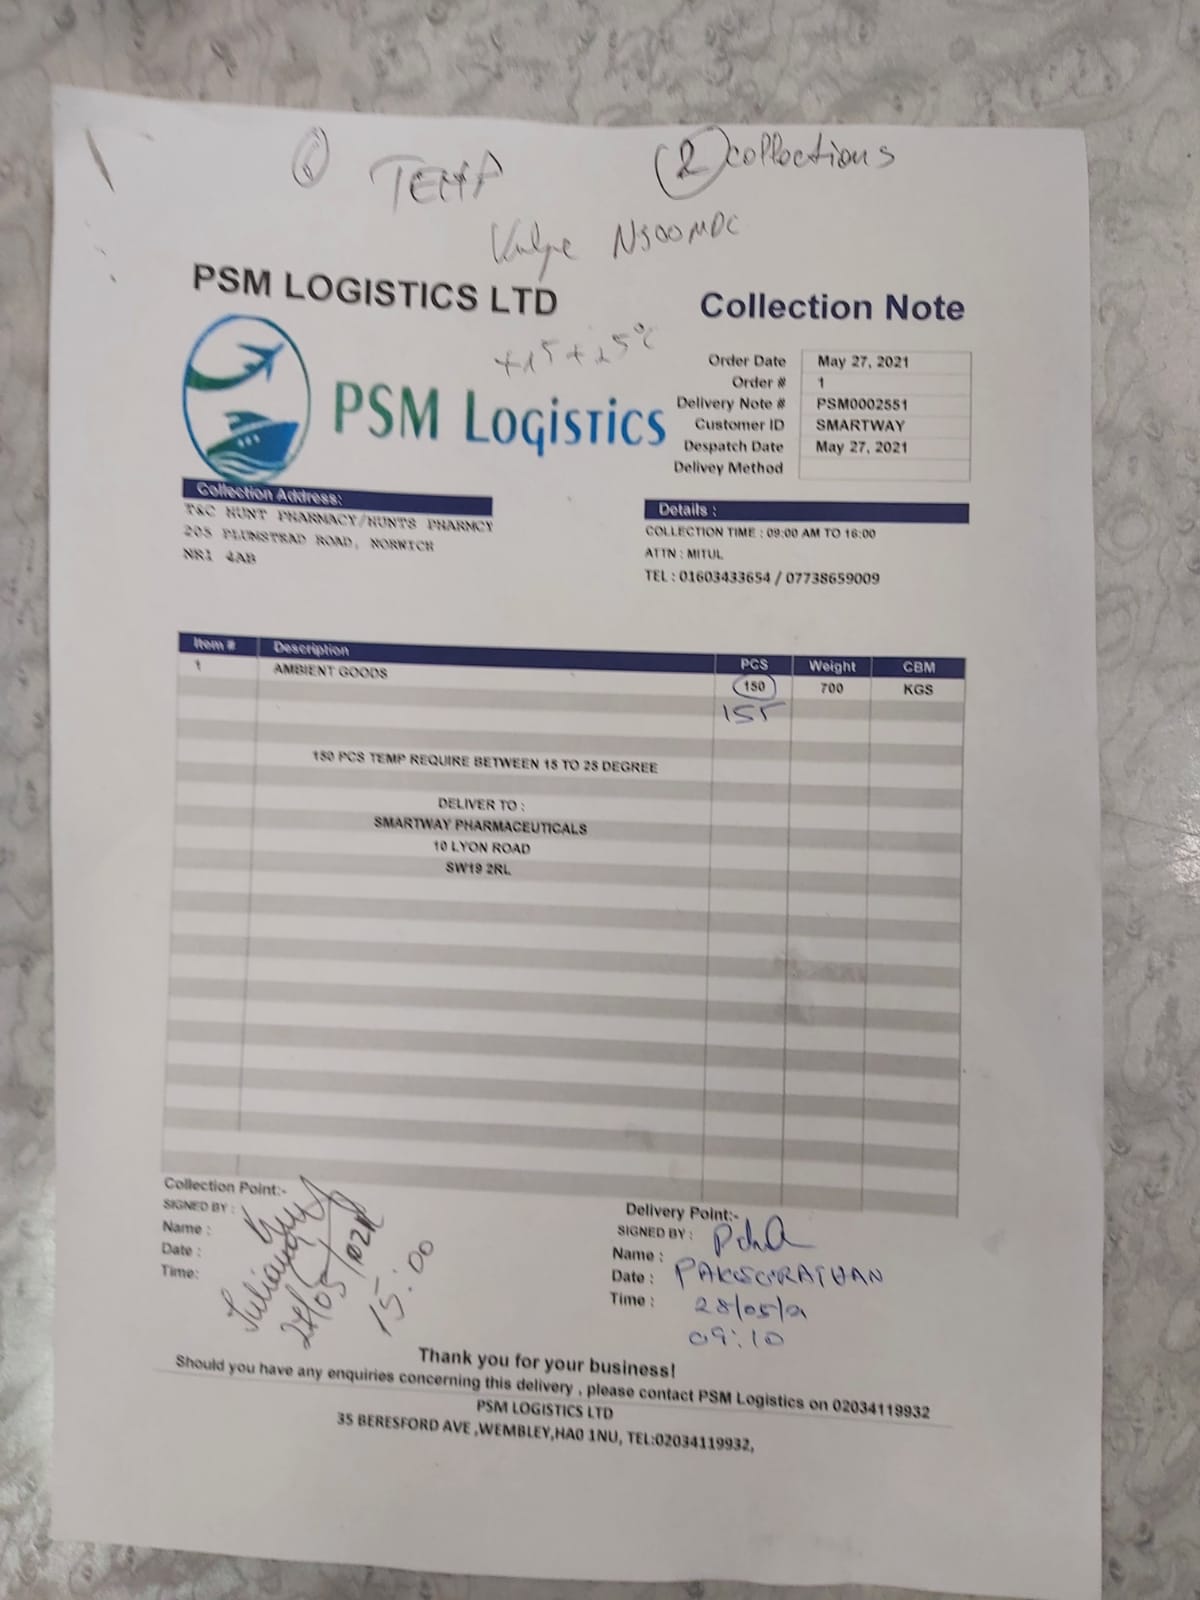 TEMP
2 collections
Vulpe N300MDC
PSM LOGISTICS LTD
Collection Note
+15+25°C
PSM LOGISTICS
Order Date May 27, 2021
Order # 1
Delivery Note # PSM0002551
Customer ID SMARTWAY
Despatch Date May 27, 2021
Delivey Method
Collection Address:
T&C HUNT PHARMACY/HUNTS PHARMCY
205 PLUMSTEAD ROAD, NORWICH
NR1 4AB
Details :
COLLECTION TIME : 09:00 AM TO 16:00
ATTN : MITUL
TEL : 01603433654 / 07738659009
Item # Description PCS Weight CBM
1 AMBIENT GOODS 150 700 KGS
155
150 PCS TEMP REQUIRE BETWEEN 15 TO 25 DEGREE
DELIVER TO :
SMARTWAY PHARMACEUTICALS
10 LYON ROAD
SW19 2RL
Collection Point:-
SIGNED BY :
Name :
Date : 27/05/2021
Time: 15:00
Delivery Point:-
SIGNED BY :
Name :
Date : 28/05/21
Time : 09:10
Thank you for your business!
Should you have any enquiries concerning this delivery , please contact PSM Logistics on 02034119932
PSM LOGISTICS LTD
35 BERESFORD AVE ,WEMBLEY,HA0 1NU, TEL:02034119932,